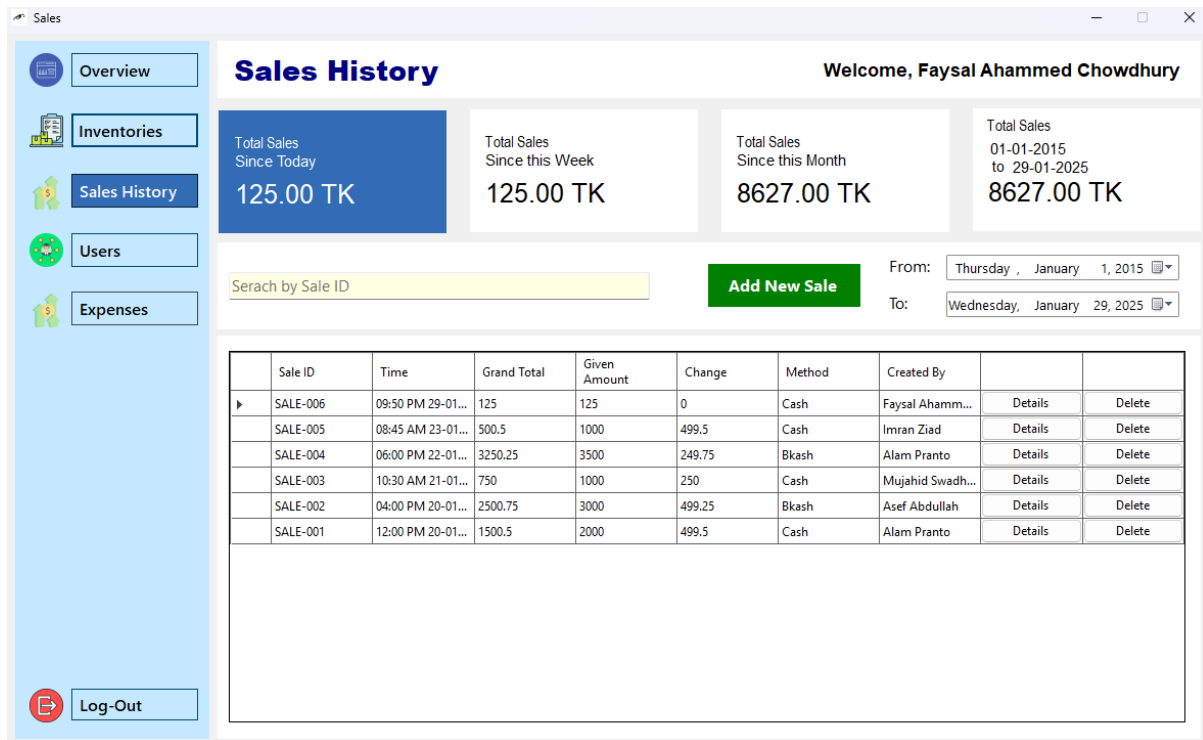 Sales
Overview
Inventories
Sales History
Users
Expenses
Log-Out
Sales History
Welcome, Faysal Ahammed Chowdhury
Total Sales
Since Today
125.00 TK
Total Sales
Since this Week
125.00 TK
Total Sales
Since this Month
8627.00 TK
Total Sales
01-01-2015
to 29-01-2025
8627.00 TK
Serach by Sale ID
Add New Sale
From: Thursday , January 1, 2015
To: Wednesday, January 29, 2025
Sale ID Time Grand Total Given Amount Change Method Created By
SALE-006 09:50 PM 29-01... 125 125 0 Cash Faysal Ahamm... Details Delete
SALE-005 08:45 AM 23-01... 500.5 1000 499.5 Cash Imran Ziad Details Delete
SALE-004 06:00 PM 22-01... 3250.25 3500 249.75 Bkash Alam Pranto Details Delete
SALE-003 10:30 AM 21-01... 750 1000 250 Cash Mujahid Swadh... Details Delete
SALE-002 04:00 PM 20-01... 2500.75 3000 499.25 Bkash Asef Abdullah Details Delete
SALE-001 12:00 PM 20-01... 1500.5 2000 499.5 Cash Alam Pranto Details Delete